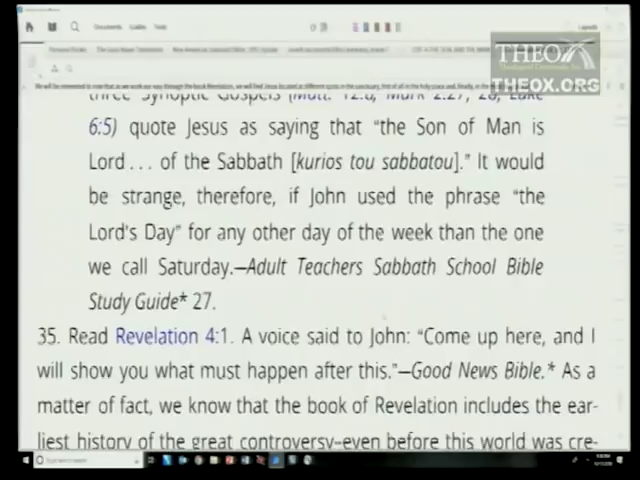 THEOX
THEOX.ORG
three Synoptic Gospels (Matt. 12:8, Mark 2:27, 28, Luke
6:5) quote Jesus as saying that “the Son of Man is
Lord… of the Sabbath [kurios tou sabbatou].” It would
be strange, therefore, if John used the phrase “the
Lord's Day” for any other day of the week than the one
we call Saturday.—Adult Teachers Sabbath School Bible
Study Guide* 27.
35. Read Revelation 4:1. A voice said to John: “Come up here, and I
will show you what must happen after this.”—Good News Bible.* As a
matter of fact, we know that the book of Revelation includes the ear-
liest history of the great controversy--even before this world was cre-